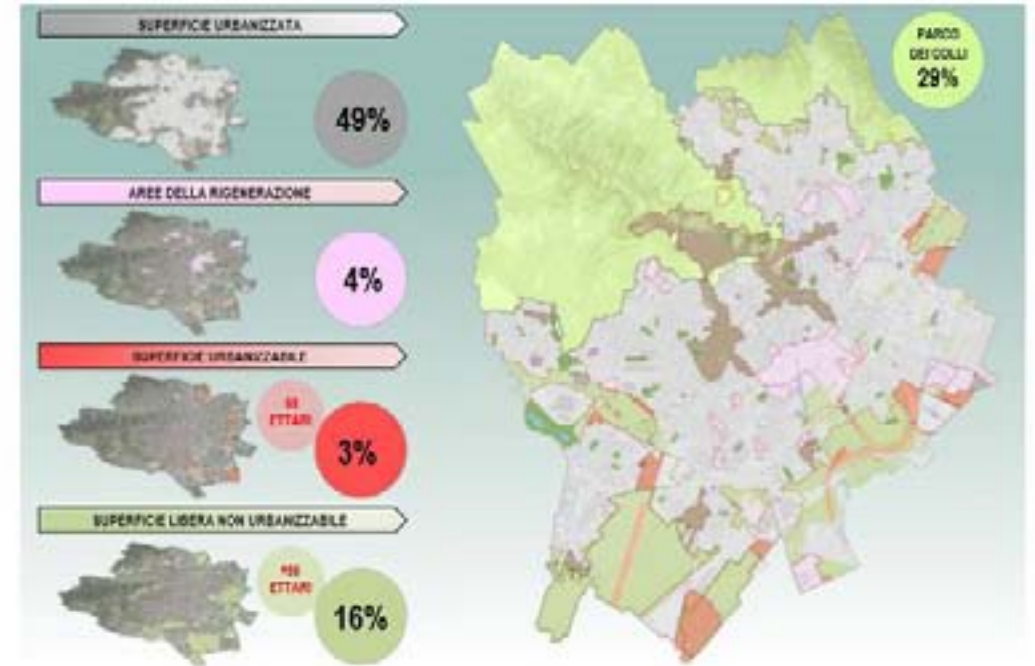 SUPERFICIE URBANIZZATA
49%
AREE DELLA RIGENERAZIONE
4%
SUPERFICIE URBANIZZABILE
ETTARI
3%
SUPERFICIE LIBERA NON URBANIZZABILE
ETTARI
16%
PARCO
DEI COLLI
29%